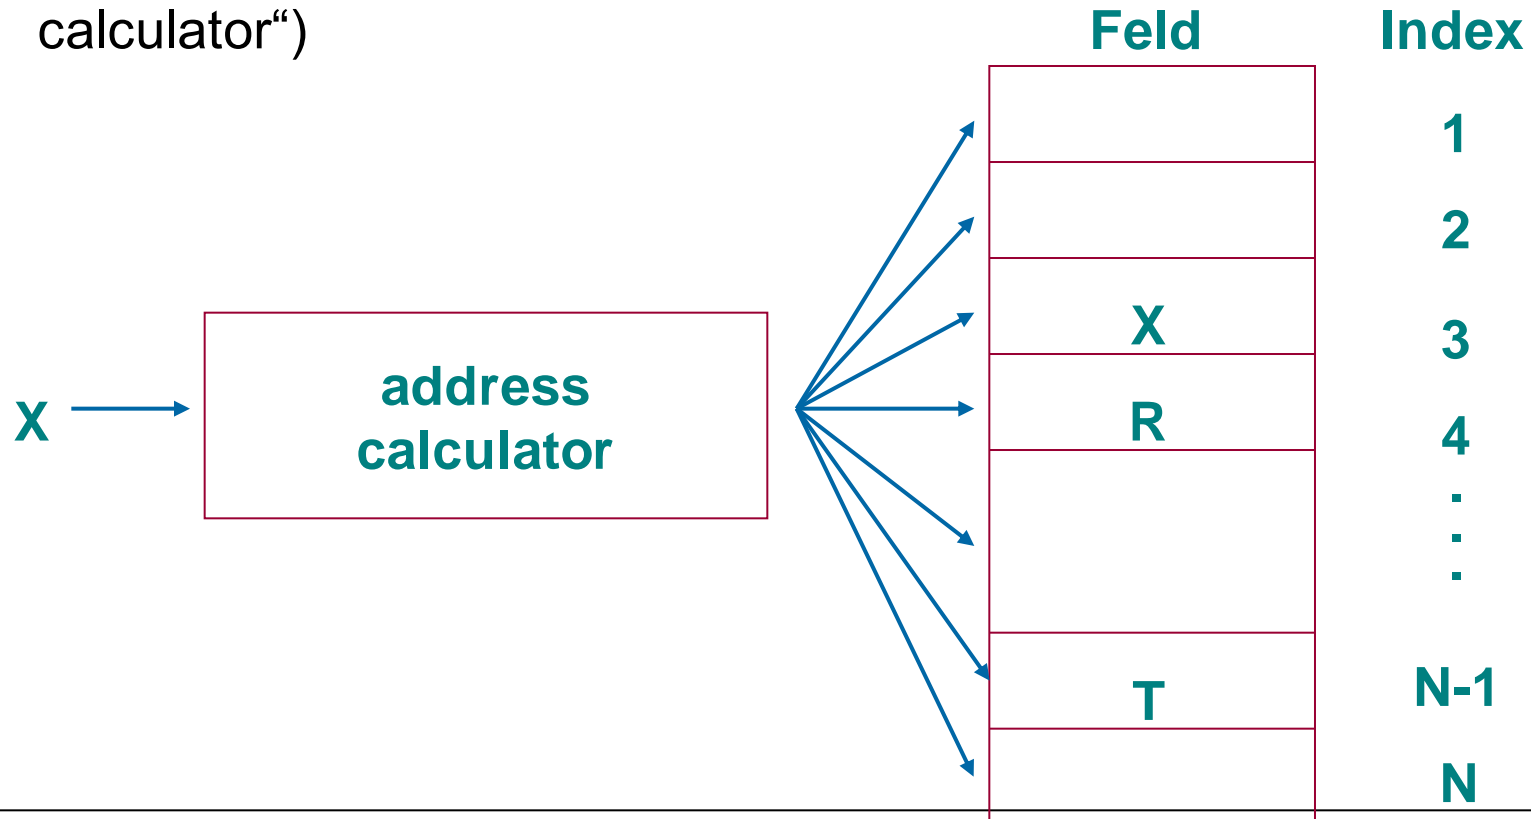 calculator“)
Feld Index
1
2
X 3
X address calculator R 4
.
.
.
T N-1
N